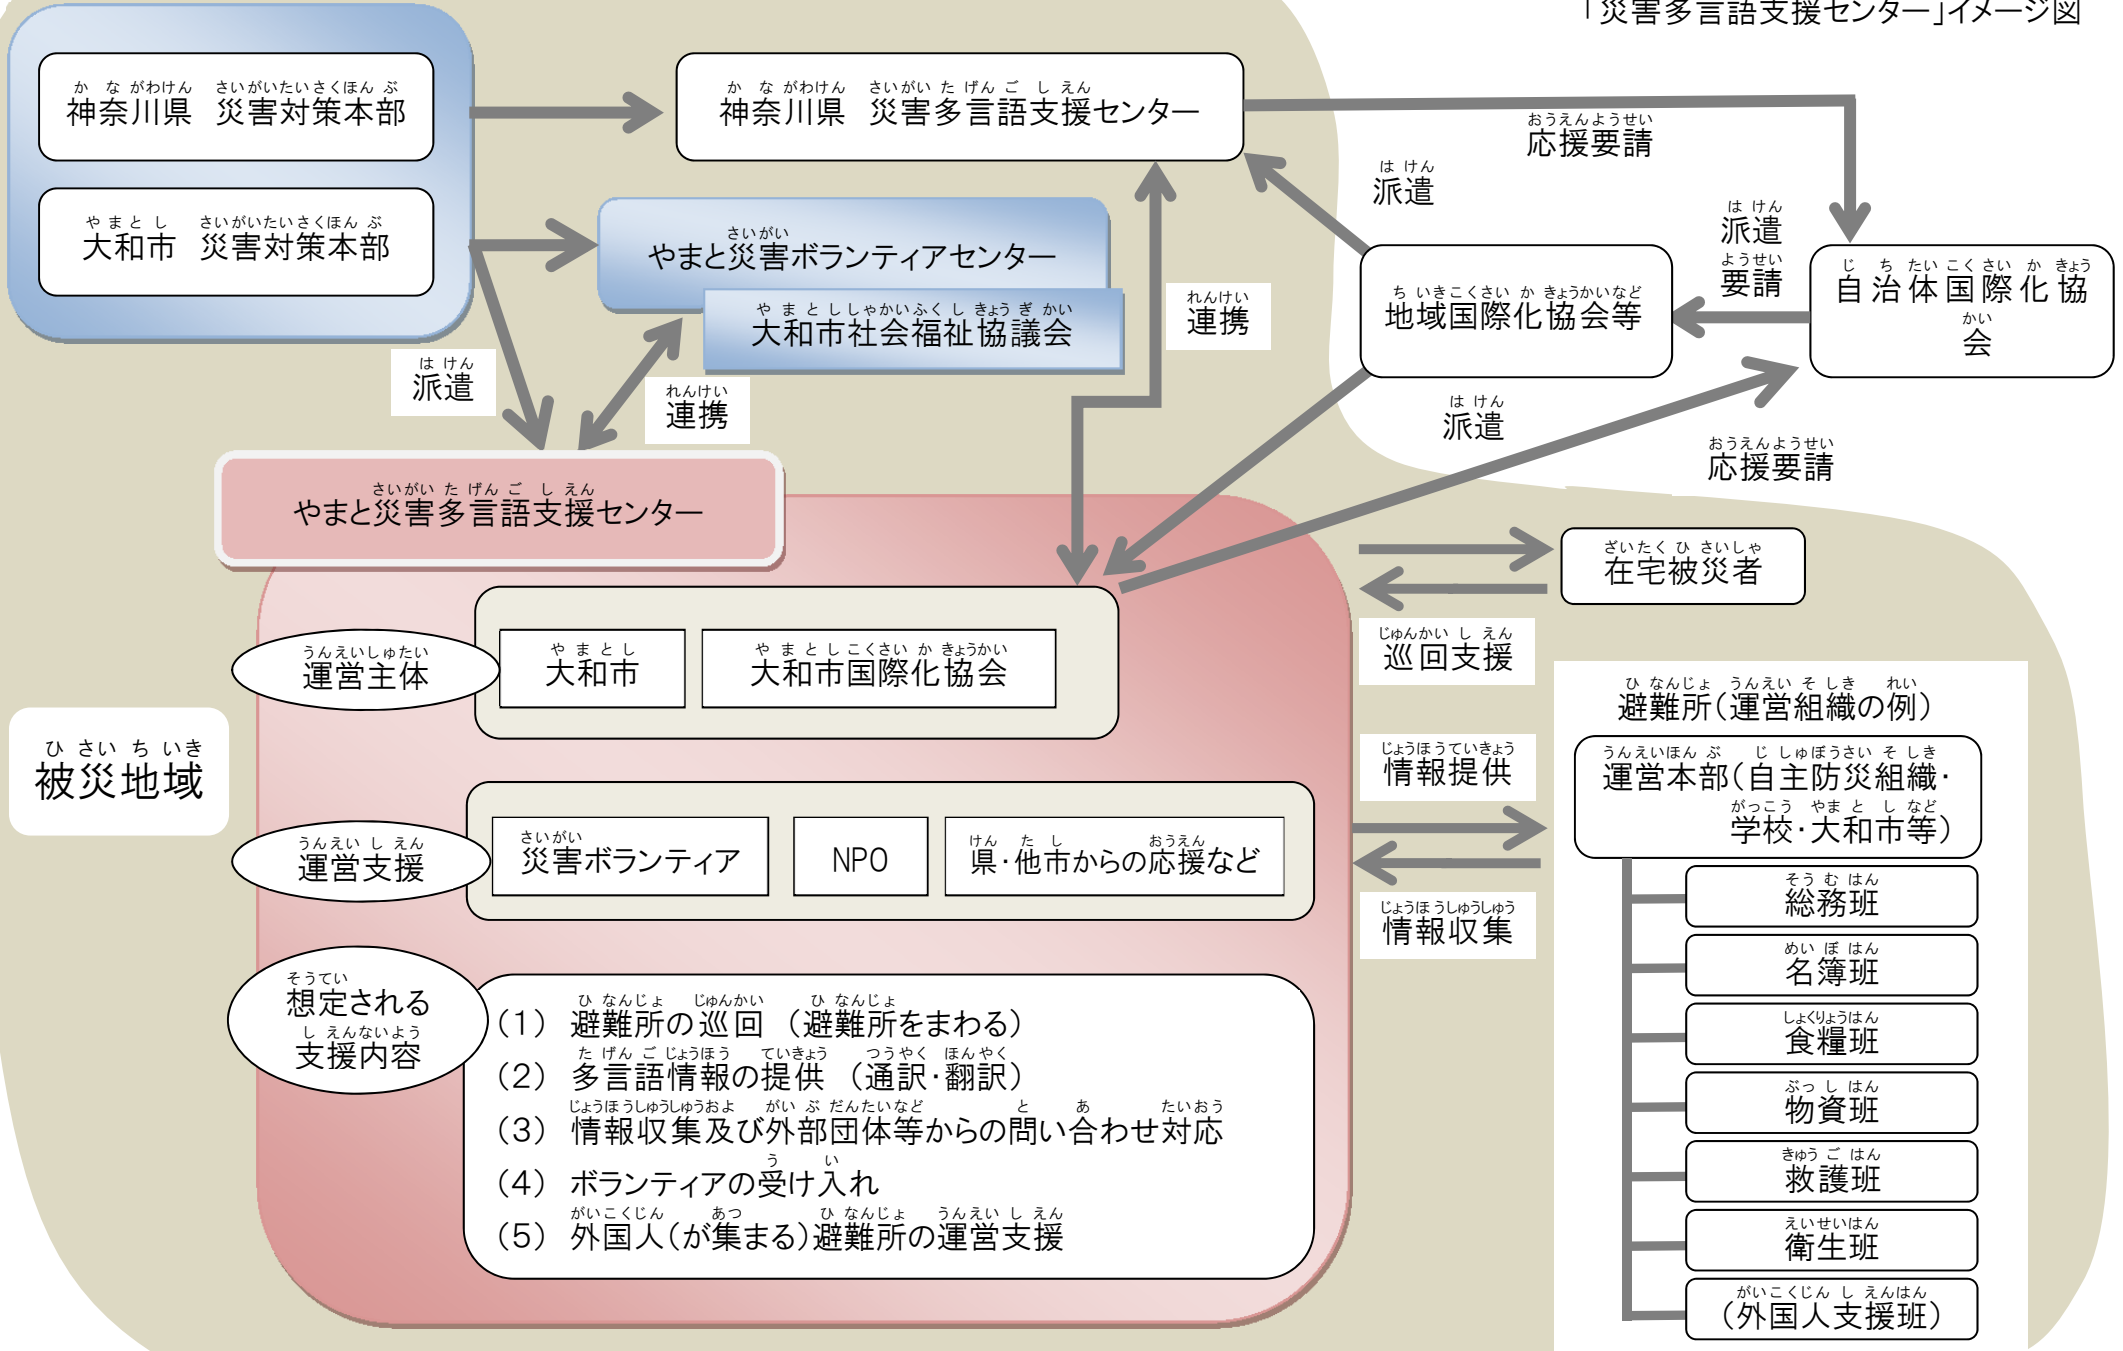 「災害多言語支援センター」イメージ図
か な がわけん さいがいたいさくほん ぶ
神奈川県 災害対策本部
か な がわけん さいがい た げん ご し えん
神奈川県 災害多言語支援センター
おうえんようせい
応援要請
は けん
派遣
や ま と し さいがいたいさくほん ぶ
大和市 災害対策本部
さいがい
やまと災害ボランティアセンター
や ま と し しゃかいふく し きょう ぎ かい
大和市社会福祉協議会
れんけい
連携
は けん
派遣
ようせい
要請
ち いきこくさい か きょうかいなど
地域国際化協会等
じ ち たい こく さい か きょう
自治体国際化協
かい
会
は けん
派遣
れんけい
連携
は けん
派遣
おうえんようせい
応援要請
さいがい た げん ご し えん
やまと災害多言語支援センター
ざいたく ひ さいしゃ
在宅被災者
うんえいしゅたい
運営主体
や ま と し
大和市
や ま と し こくさい か きょうかい
大和市国際化協会
じゅんかい し えん
巡回支援
ひ なんじょ うんえい そ しき れい
避難所(運営組織の例)
ひ さい ち いき
被災地域
じょうほうていきょう
情報提供
うんえいほん ぶ じ しゅぼうさい そ しき
運営本部(自主防災組織・
がっこう やま と し など
学校・大和市等)
うんえい し えん
運営支援
さいがい
災害ボランティア
NPO
けん た し おうえん
県・他市からの応援など
じょうほうしゅうしゅう
情報収集
そう む はん
総務班
めい ぼ はん
名簿班
しょくりょうはん
食糧班
ぶっ し はん
物資班
きゅう ご はん
救護班
えいせいはん
衛生班
がいこくじん し えんはん
(外国人支援班)
そうてい
想定される
し えんないよう
支援内容
ひ なんじょ じゅんかい ひ なんじょ
(1) 避難所の巡回 (避難所をまわる)
た げん ご じょうほう ていきょう つうやく ほんやく
(2) 多言語情報の提供 (通訳・翻訳)
じょうほうしゅうしゅうおよ がい ぶ だんたいなど と あ たいおう
(3) 情報収集及び外部団体等からの問い合わせ対応
う い
(4) ボランティアの受け入れ
がいこくじん あつ ひ なんじょ うんえい し えん
(5) 外国人(が集まる)避難所の運営支援